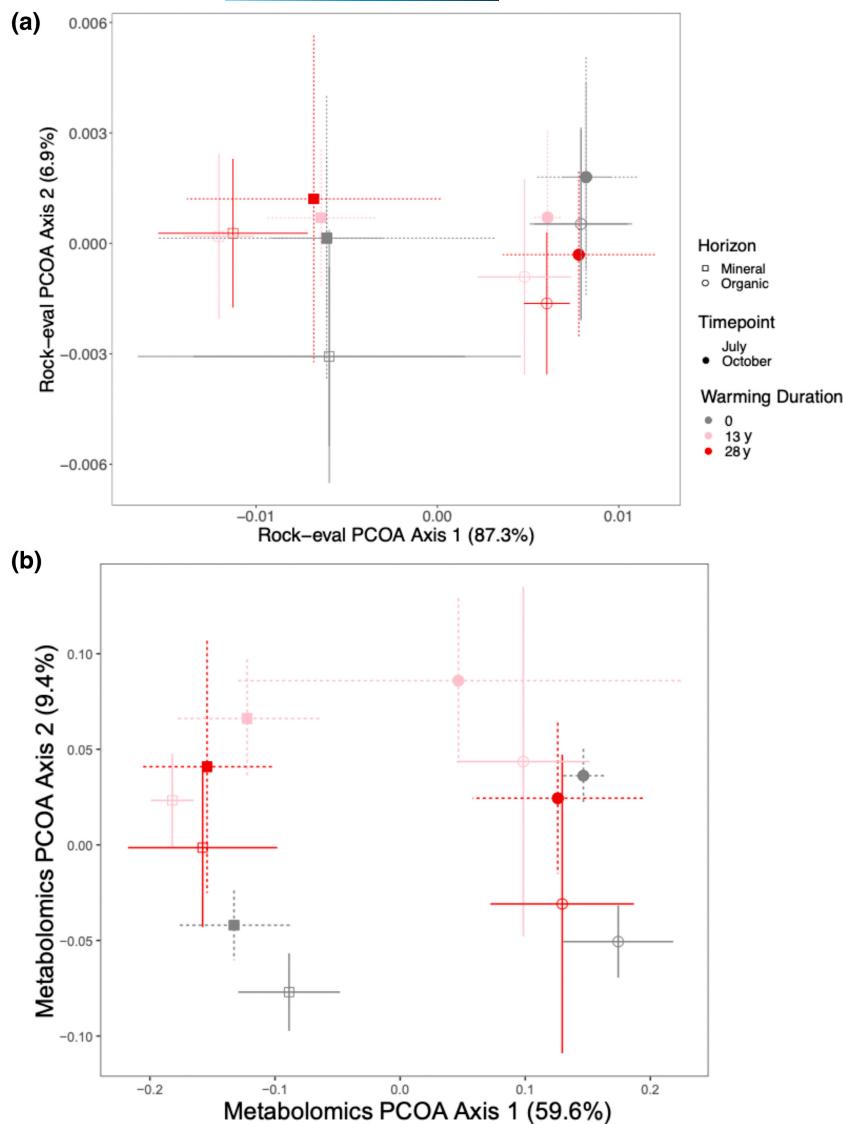 (a)
0.006
0.003
0.000
−0.003
−0.006
Rock−eval PCOA Axis 2 (6.9%)
−0.01
0.00
0.01
Rock−eval PCOA Axis 1 (87.3%)
Horizon
Mineral
Organic
Timepoint
July
October
Warming Duration
0
13 y
28 y
(b)
0.10
0.05
0.00
−0.05
−0.10
Metabolomics PCOA Axis 2 (9.4%)
−0.2
−0.1
0.0
0.1
0.2
Metabolomics PCOA Axis 1 (59.6%)